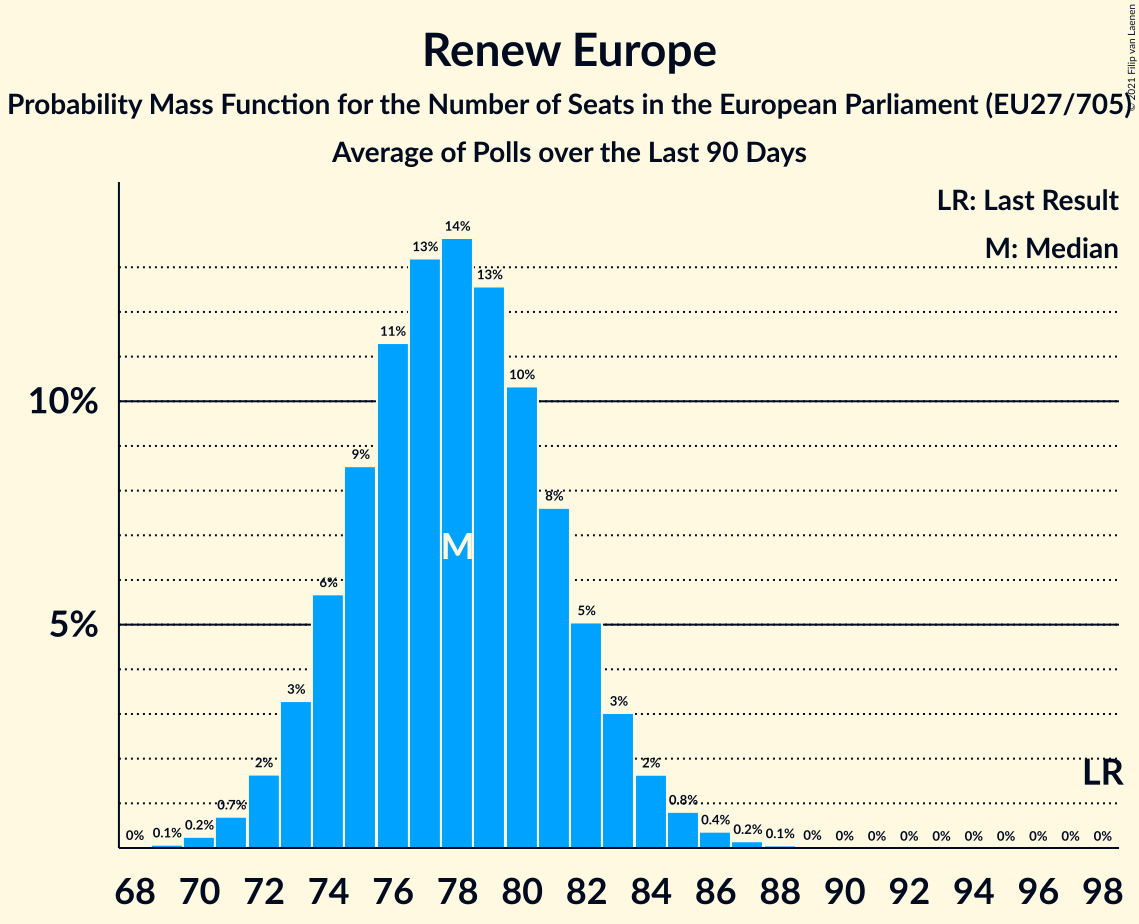 Renew Europe
Probability Mass Function for the Number of Seats in the European Parliament (EU27/705)
Average of Polls over the Last 90 Days
© 2021 Filip van Laenen
LR: Last Result
M: Median
10%
5%
0% 0.1% 0.2% 0.7% 2% 3% 6% 9% 11% 13% 14% 13% 10% 8% 5% 3% 2% 0.8% 0.4% 0.2% 0.1% 0% 0% 0% 0% 0% 0% 0% 0% 0% 0%
M
LR
68 70 72 74 76 78 80 82 84 86 88 90 92 94 96 98